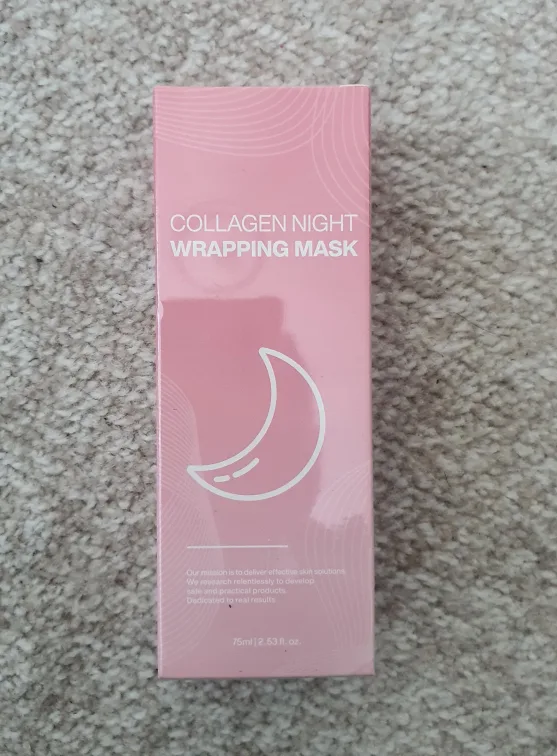 COLLAGEN NIGHT
WRAPPING MASK
Our mission is to deliver effective skin solutions.
We research relentlessly to develop
safe and practical products.
Dedicated to real results.
75ml | 2.53 fl. oz.